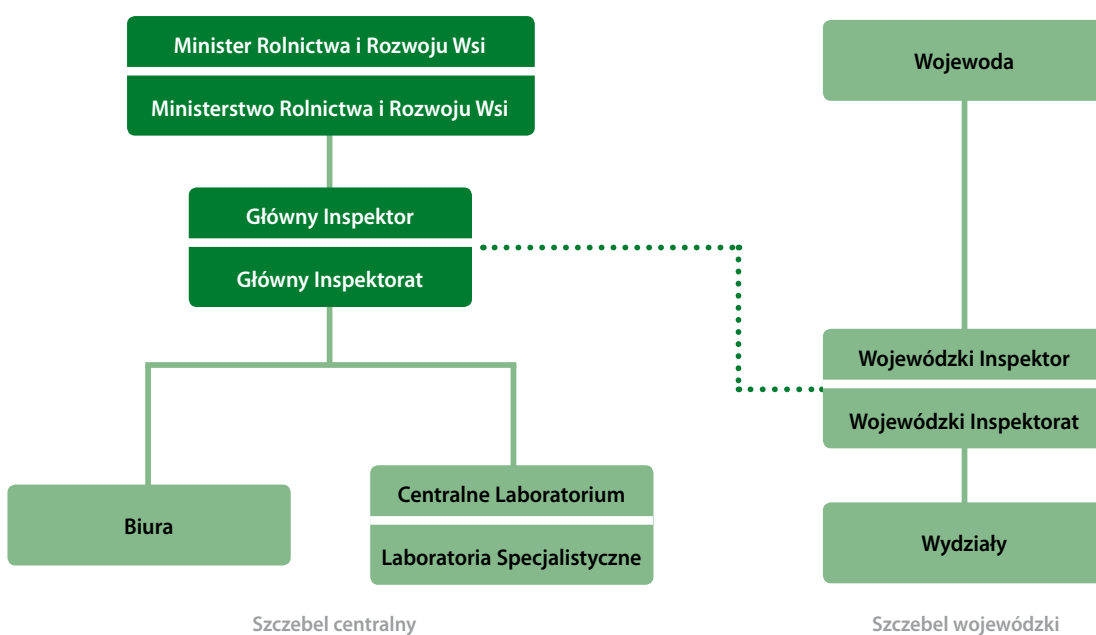 Minister Rolnictwa i Rozwoju Wsi
Ministerstwo Rolnictwa i Rozwoju Wsi
Główny Inspektor
Główny Inspektorat
Biura
Centralne Laboratorium
Laboratoria Specjalistyczne
Szczebel centralny
Wojewoda
Wojewódzki Inspektor
Wojewódzki Inspektorat
Wydziały
Szczebel wojewódzki